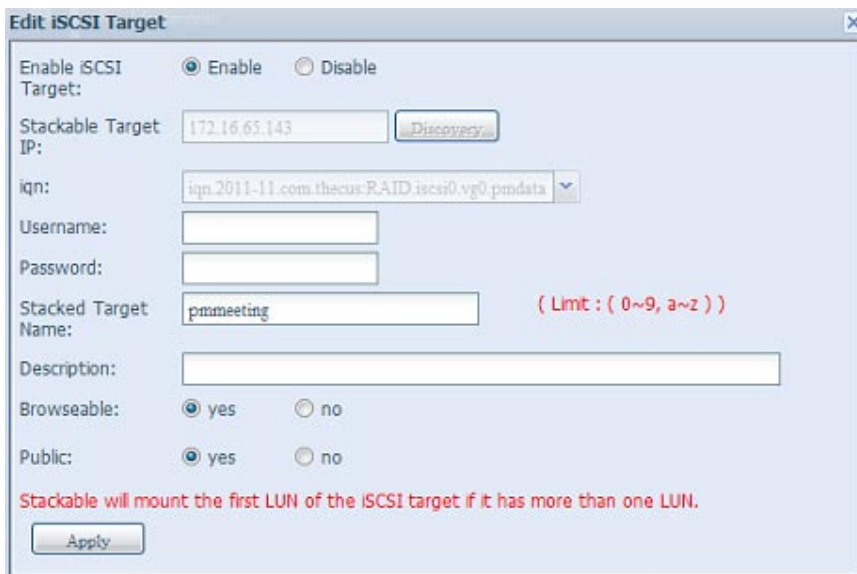 Edit iSCSI Target
Enable iSCSI Target: Enable Disable
Stackable Target IP: 172.16.65.143 Discovery
iqn: iqn.2011-11.com.thecus:RAID.iscsi0.vg0.pmdata
Username:
Password:
Stacked Target Name: pmmeeting ( Limit : ( 0~9, a~z ) )
Description:
Browseable: yes no
Public: yes no
Stackable will mount the first LUN of the iSCSI target if it has more than one LUN.
Apply